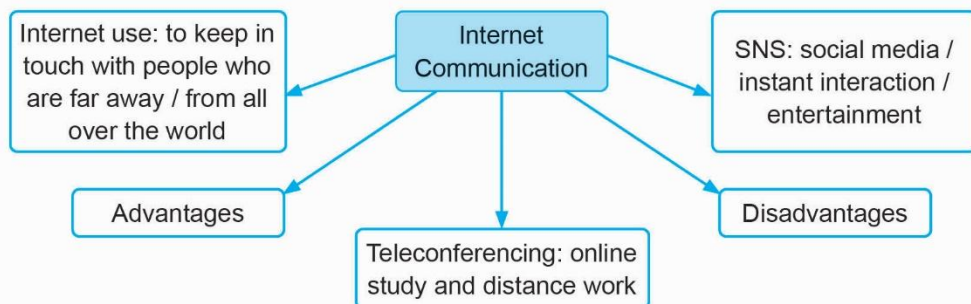 Internet use: to keep in
touch with people who
are far away / from all
over the world
Internet
Communication
SNS: social media /
instant interaction /
entertainment
Advantages
Teleconferencing: online
study and distance work
Disadvantages